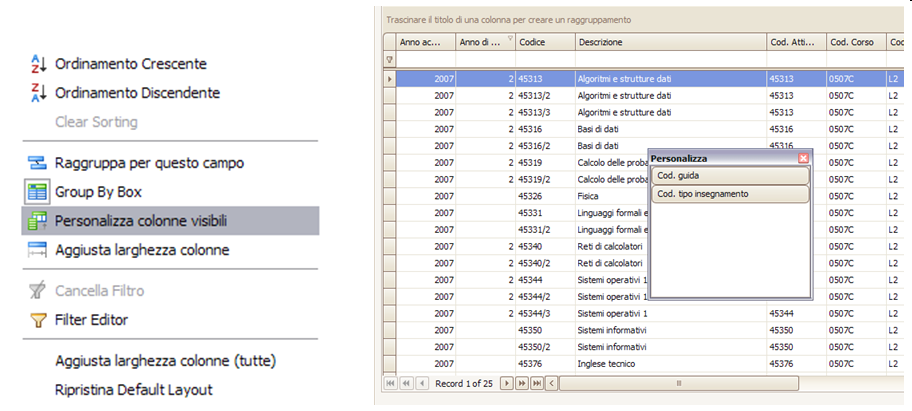 Ordinamento Crescente
Ordinamento Discendente
Clear Sorting
Raggruppa per questo campo
Group By Box
Personalizza colonne visibili
Aggiusta larghezza colonne
Cancella Filtro
Filter Editor
Aggiusta larghezza colonne (tutte)
Ripristina Default Layout
Trascinare il titolo di una colonna per creare un raggruppamento
Anno ac... Anno di ... Codice Descrizione Cod. Atti... Cod. Corso Coc
2007 2 45313 Algoritmi e strutture dati 45313 0507C L2
2007 2 45313/2 Algoritmi e strutture dati 45313 0507C L2
2007 2 45313/3 Algoritmi e strutture dati 45313 0507C L2
2007 2 45316 Basi di dati 45316 0507C L2
2007 2 45316/2 Basi di dati 45316 0507C L2
2007 2 45319 Calcolo delle proba 0507C L2
2007 2 45319/2 Calcolo delle proba 0507C L2
2007 45326 Fisica 0507C L2
2007 45331 Linguaggi formali e 0507C L2
2007 45331/2 Linguaggi formali e 0507C L2
2007 2 45340 Reti di calcolatori 0507C L2
2007 2 45340/2 Reti di calcolatori 0507C L2
2007 2 45344 Sistemi operativi 1 0507C L2
2007 2 45344/2 Sistemi operativi 1 0507C L2
2007 2 45344/3 Sistemi operativi 1 45344 0507C L2
2007 45350 Sistemi informativi 45350 0507C L2
2007 45350/2 Sistemi informativi 45350 0507C L2
2007 45376 Inglese tecnico 45376 0507C L2
Personalizza
Cod. guida
Cod. tipo insegnamento
Record 1 of 25